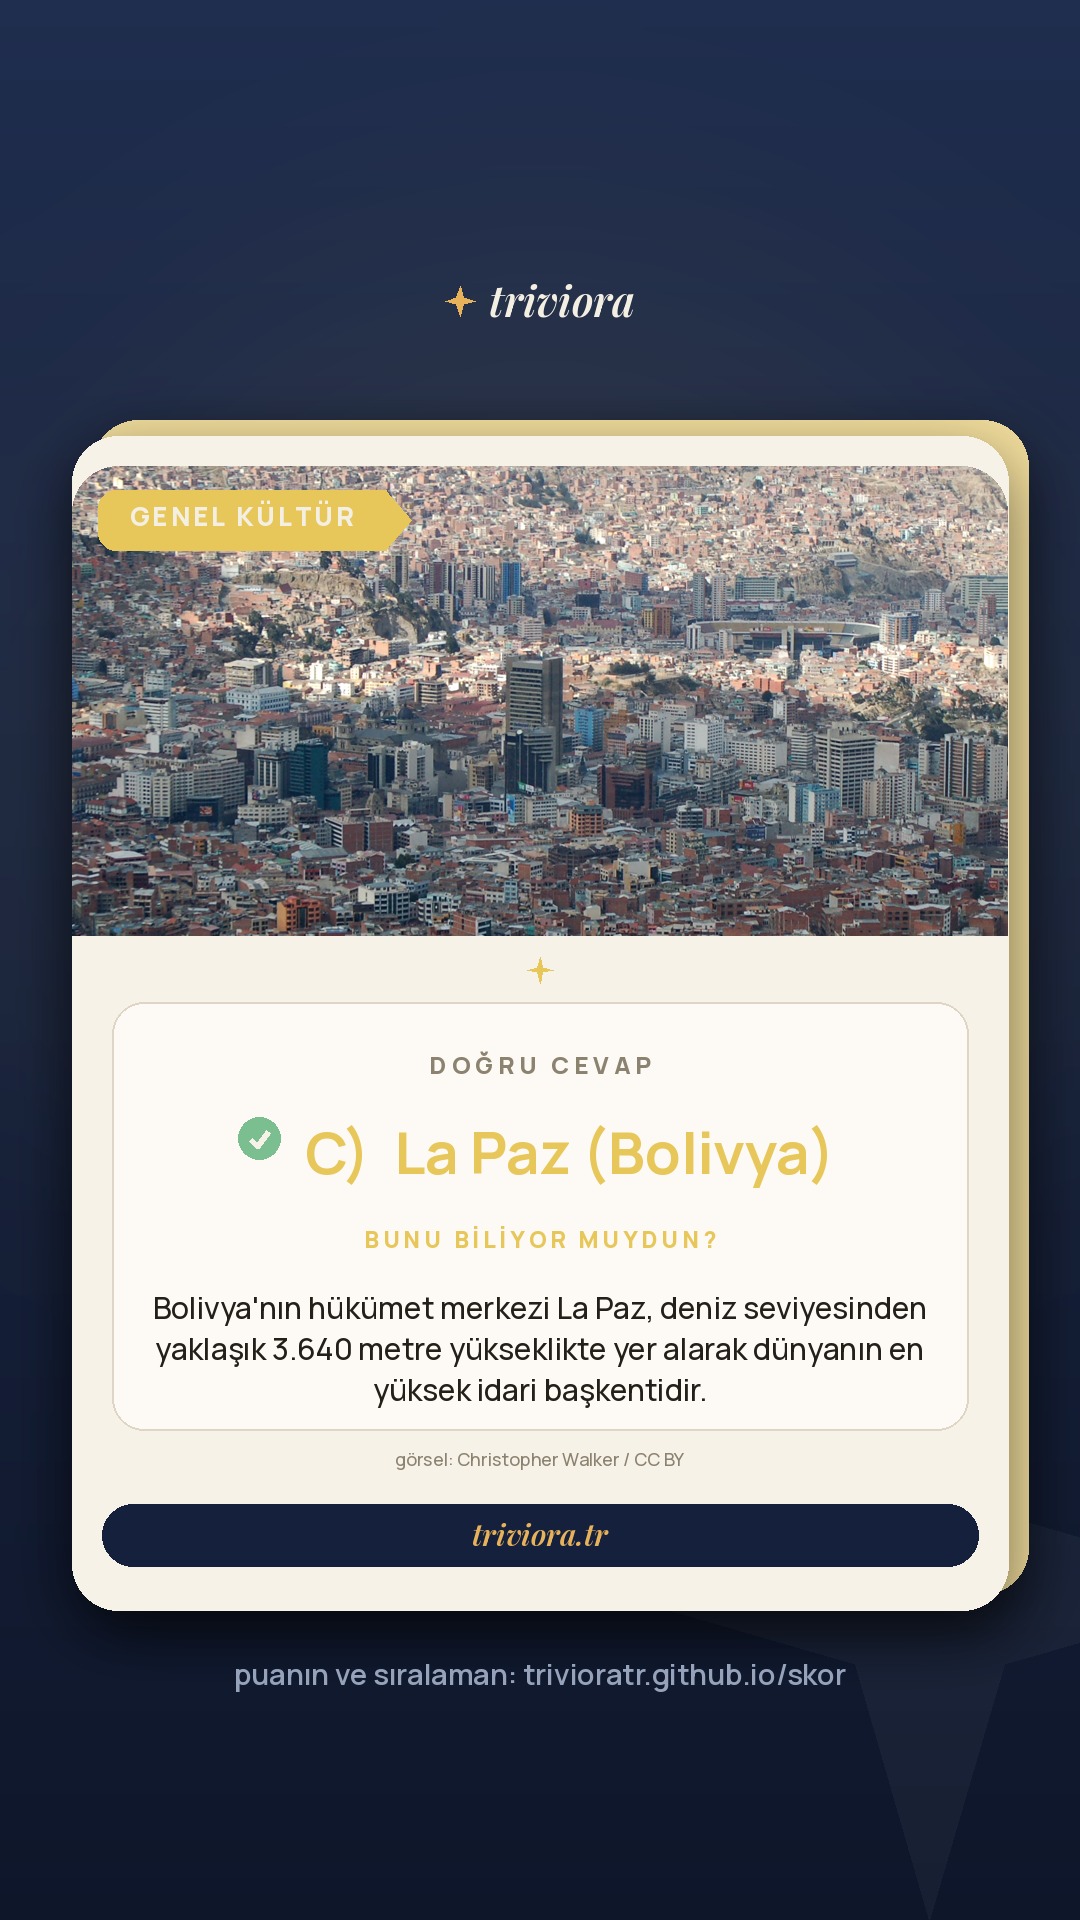 triviora
GENEL KÜLTÜR
DOĞRU CEVAP
C) La Paz (Bolivya)
BUNU BİLİYOR MUYDUN?
Bolivya'nın hükümet merkezi La Paz, deniz seviyesinden
yaklaşık 3.640 metre yükseklikte yer alarak dünyanın en
yüksek idari başkentidir.
görsel: Christopher Walker / CC BY
triviora.tr
puanın ve sıralaman: trivioratr.github.io/skor